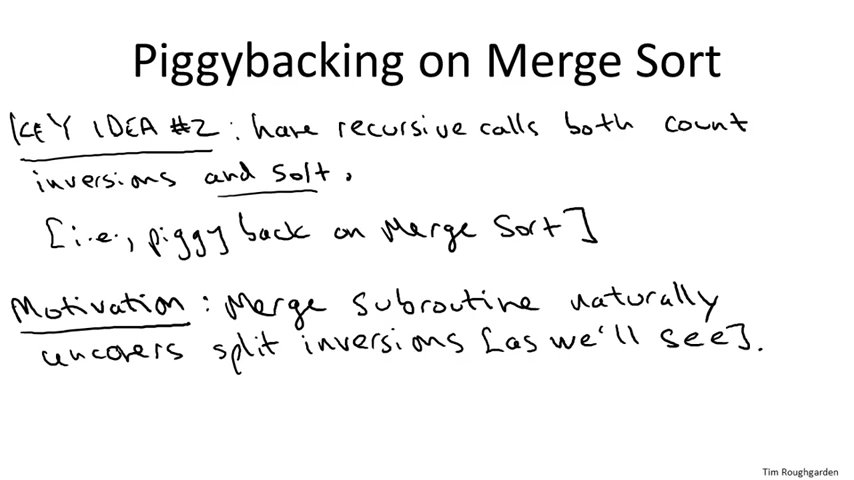 Piggybacking on Merge Sort
KEY IDEA #2 : have recursive calls both count
inversions and sort.
[i.e., piggy back on Merge Sort]
Motivation : Merge subroutine naturally
uncovers split inversions [as we'll see].
Tim Roughgarden